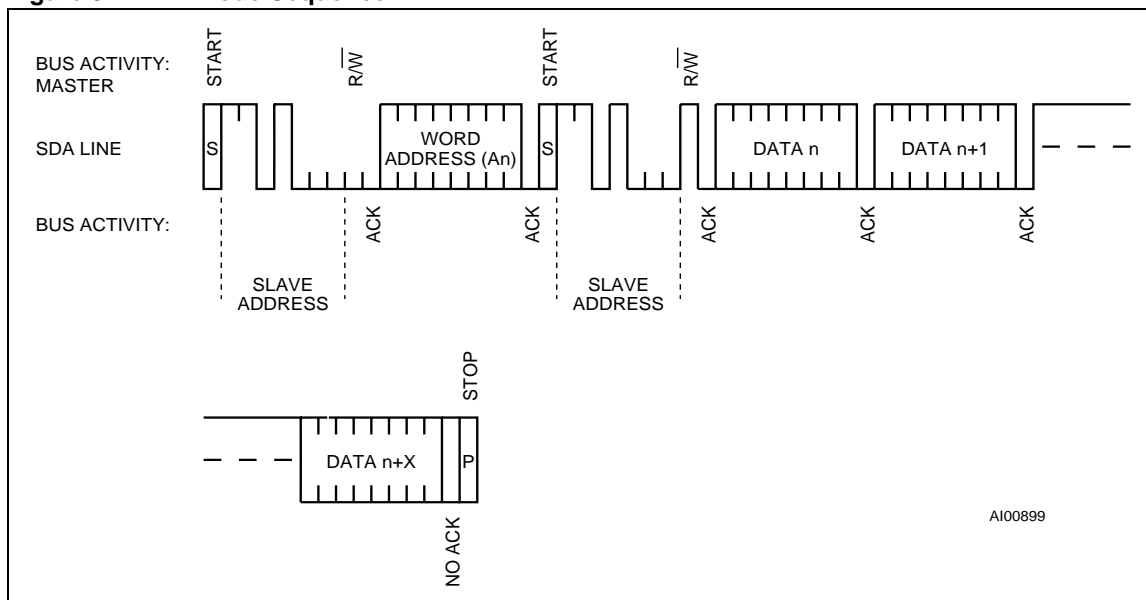 BUS ACTIVITY:
MASTER
START
R/W
START
R/W
SDA LINE
S
WORD
ADDRESS (An)
S
DATA n
DATA n+1
BUS ACTIVITY:
ACK
ACK
ACK
ACK
ACK
SLAVE
ADDRESS
SLAVE
ADDRESS
STOP
DATA n+X
P
NO ACK
AI00899